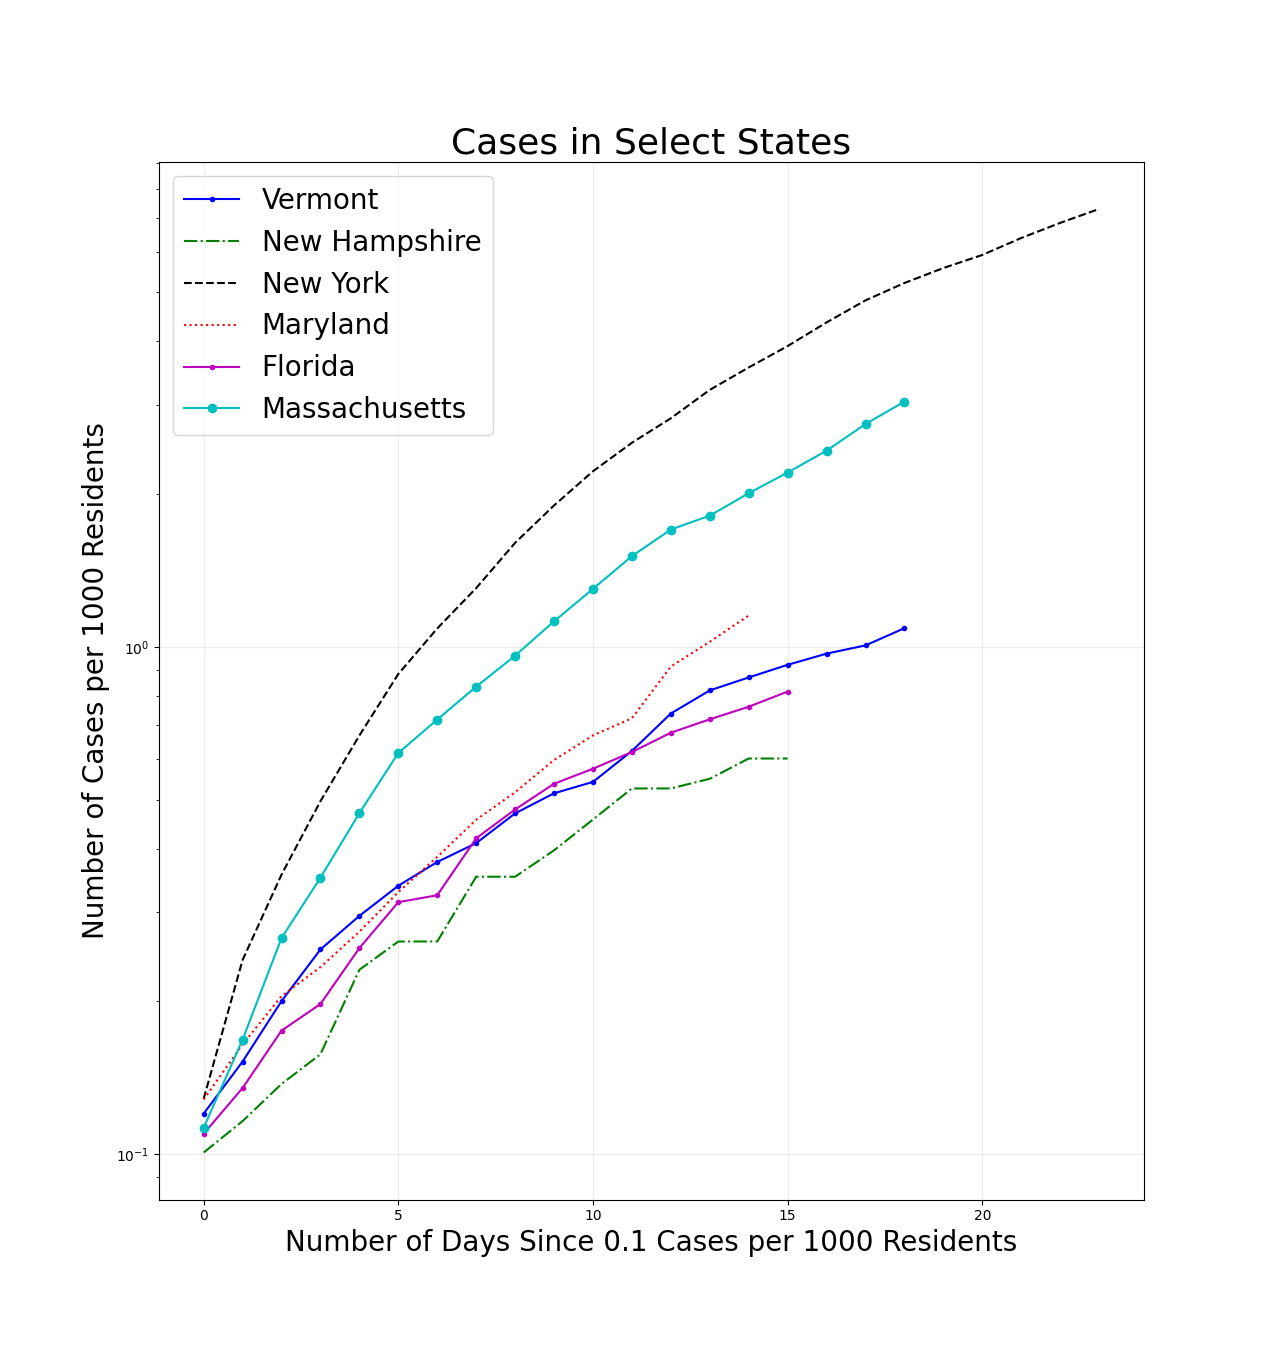 Cases in Select States
Vermont
New Hampshire
New York
Maryland
Florida
Massachusetts
Number of Cases per 1000 Residents
10⁰
10⁻¹
0 5 10 15 20
Number of Days Since 0.1 Cases per 1000 Residents